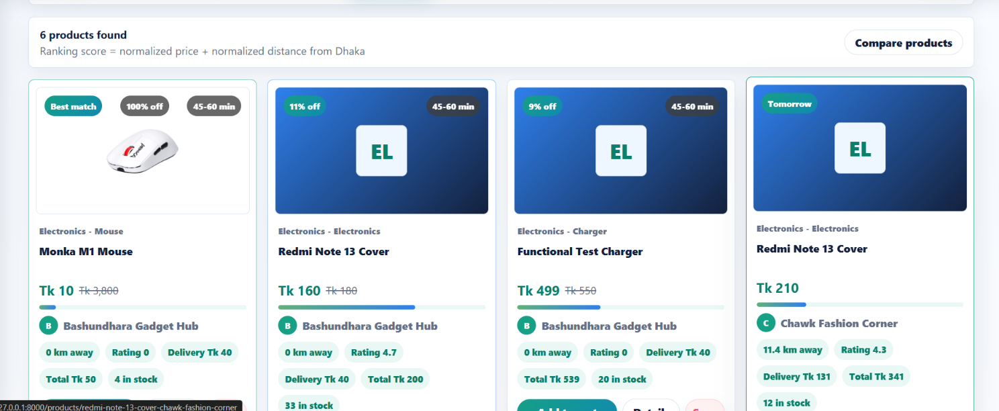 6 products found
Ranking score = normalized price + normalized distance from Dhaka
Compare products
Best match
100% off
45-60 min
Electronics - Mouse
Monka M1 Mouse
Tk 10 Tk 3,800
B Bashundhara Gadget Hub
0 km away Rating 0 Delivery Tk 40
Total Tk 50 4 in stock
11% off
45-60 min
EL
Electronics - Electronics
Redmi Note 13 Cover
Tk 160 Tk 180
B Bashundhara Gadget Hub
0 km away Rating 4.7
Delivery Tk 40 Total Tk 200
33 in stock
9% off
45-60 min
EL
Electronics - Charger
Functional Test Charger
Tk 499 Tk 550
B Bashundhara Gadget Hub
0 km away Rating 0 Delivery Tk 40
Total Tk 539 20 in stock
Tomorrow
EL
Electronics - Electronics
Redmi Note 13 Cover
Tk 210
C Chawk Fashion Corner
11.4 km away Rating 4.3
Delivery Tk 131 Total Tk 341
12 in stock
27.0.0.1:8000/products/redmi-note-13-cover-chawk-fashion-corner